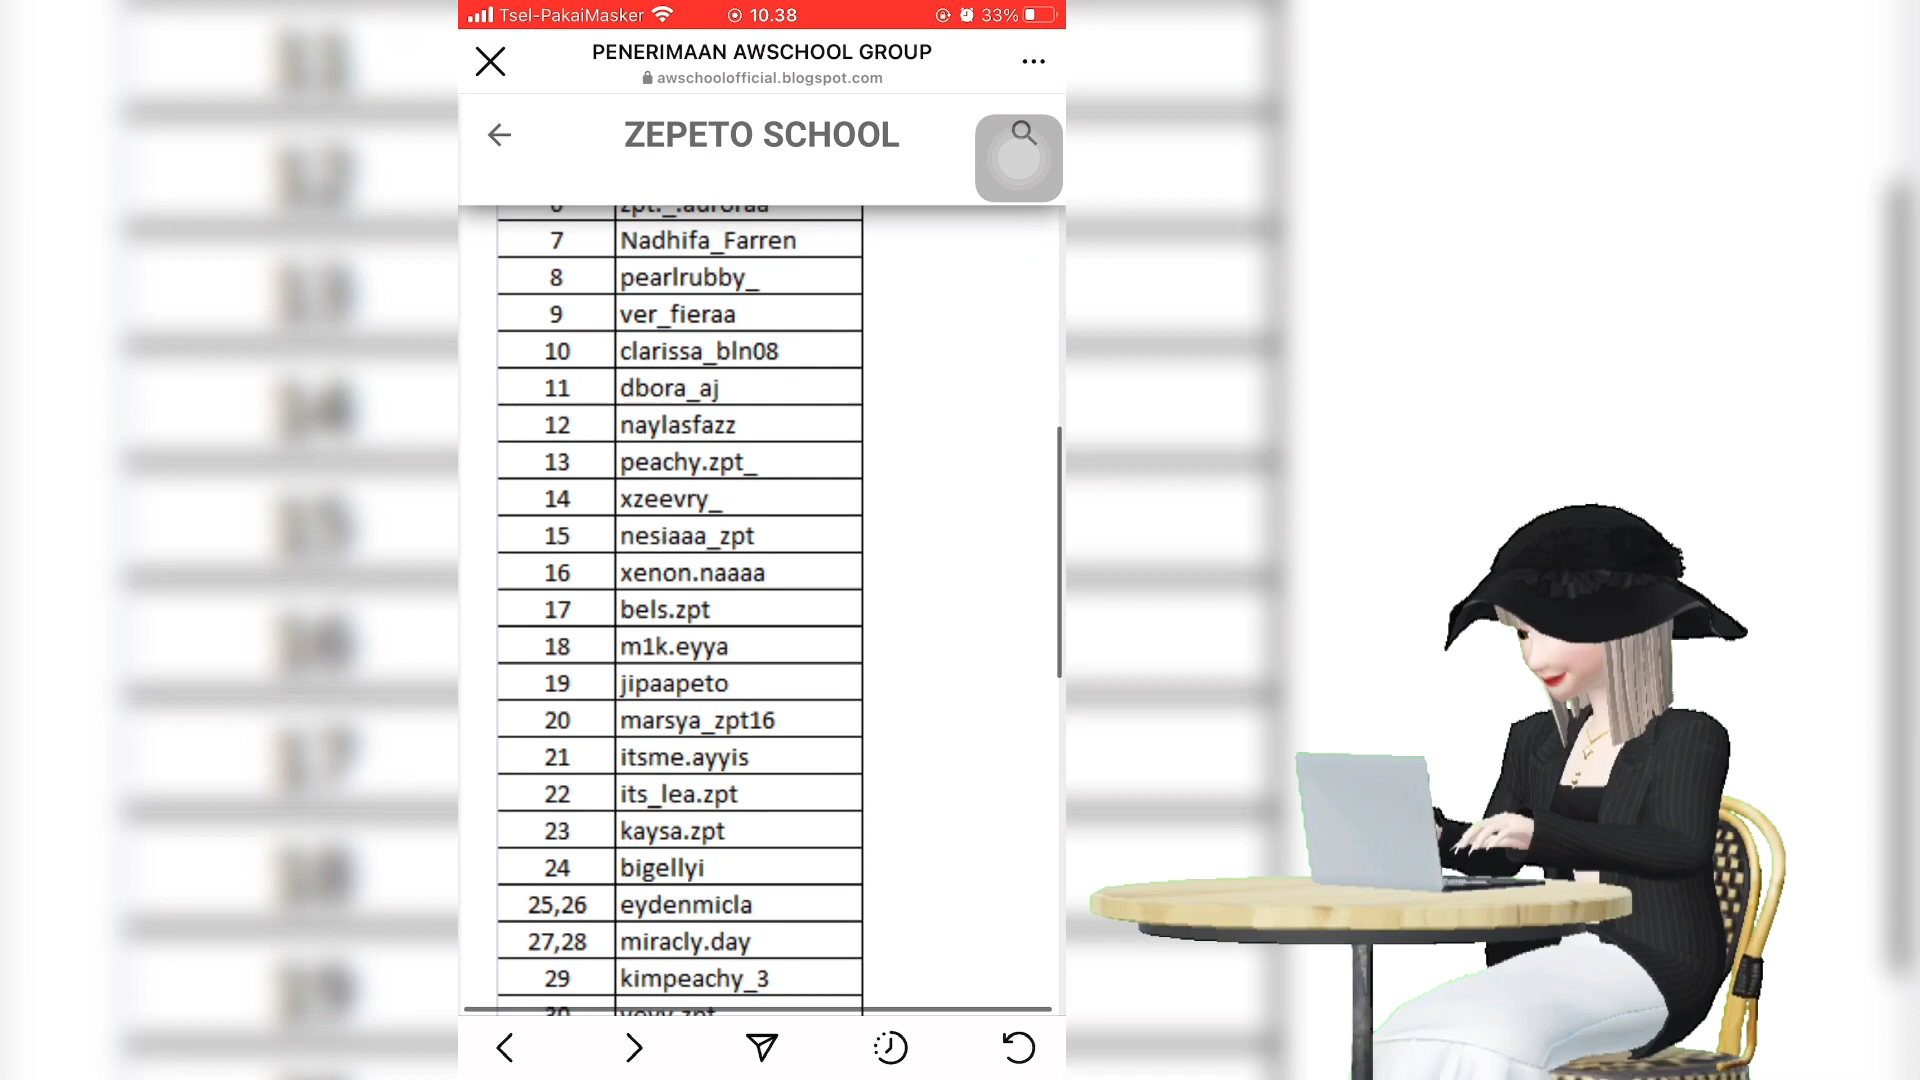 Tsel-PakaiMasker 10.38 33%
PENERIMAAN AWSCHOOL GROUP
awschoolofficial.blogspot.com
ZEPETO SCHOOL
7 Nadhifa_Farren
8 pearlrubby_
9 ver_fieraa
10 clarissa_bln08
11 dbora_aj
12 naylasfazz
13 peachy.zpt_
14 xzeevry_
15 nesiaaa_zpt
16 xenon.naaaa
17 bels.zpt
18 m1k.eyya
19 jipaapeto
20 marsya_zpt16
21 itsme.ayyis
22 its_lea.zpt
23 kaysa.zpt
24 bigellyi
25,26 eydenmicla
27,28 miracly.day
29 kimpeachy_3